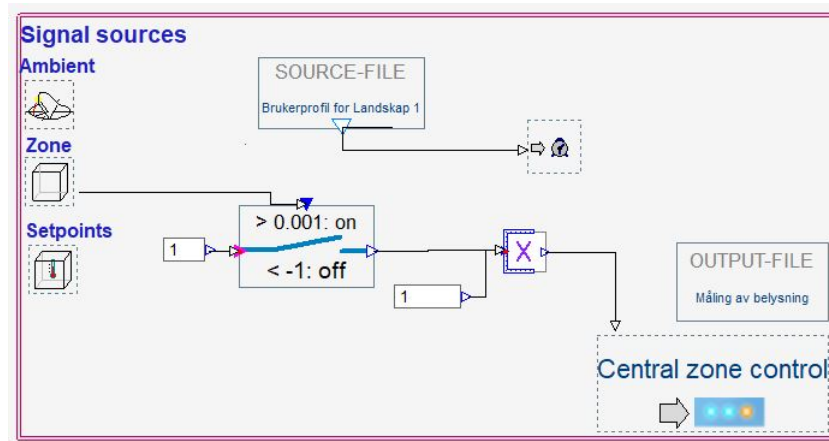 Signal sources
Ambient
SOURCE-FILE
Brukerprofil for Landskap 1
Zone
Setpoints
1
> 0.001: on
< -1: off
1
X
OUTPUT-FILE
Måling av belysning
Central zone control